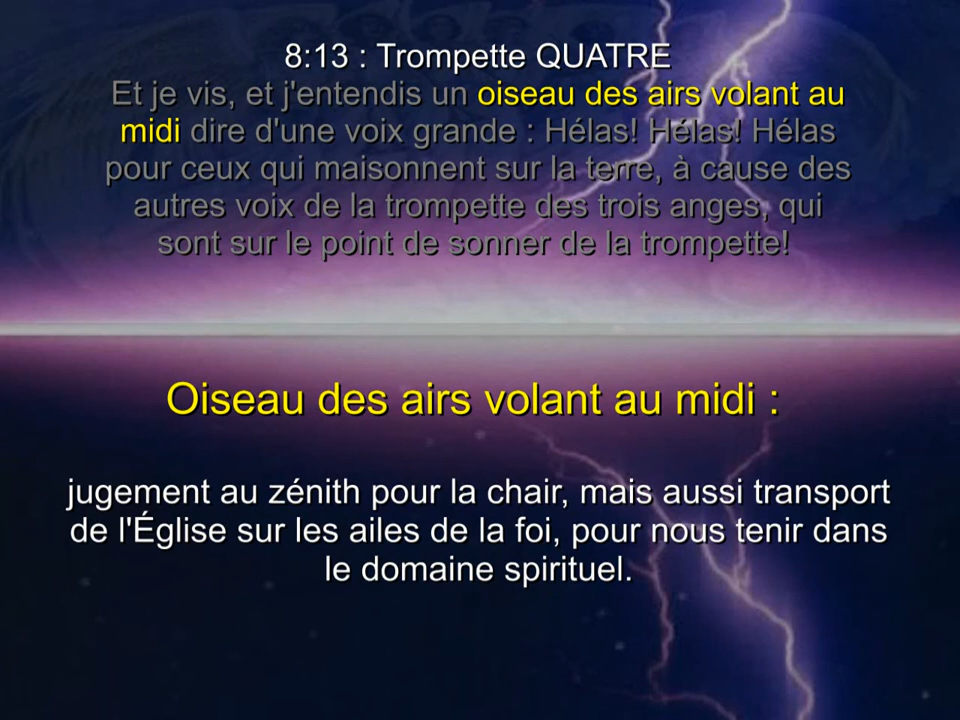 8:13 : Trompette QUATRE
Et je vis, et j'entendis un oiseau des airs volant au
midi dire d'une voix grande : Hélas! Hélas! Hélas
pour ceux qui maisonnent sur la terre, à cause des
autres voix de la trompette des trois anges, qui
sont sur le point de sonner de la trompette!
Oiseau des airs volant au midi :
jugement au zénith pour la chair, mais aussi transport
de l'Église sur les ailes de la foi, pour nous tenir dans
le domaine spirituel.